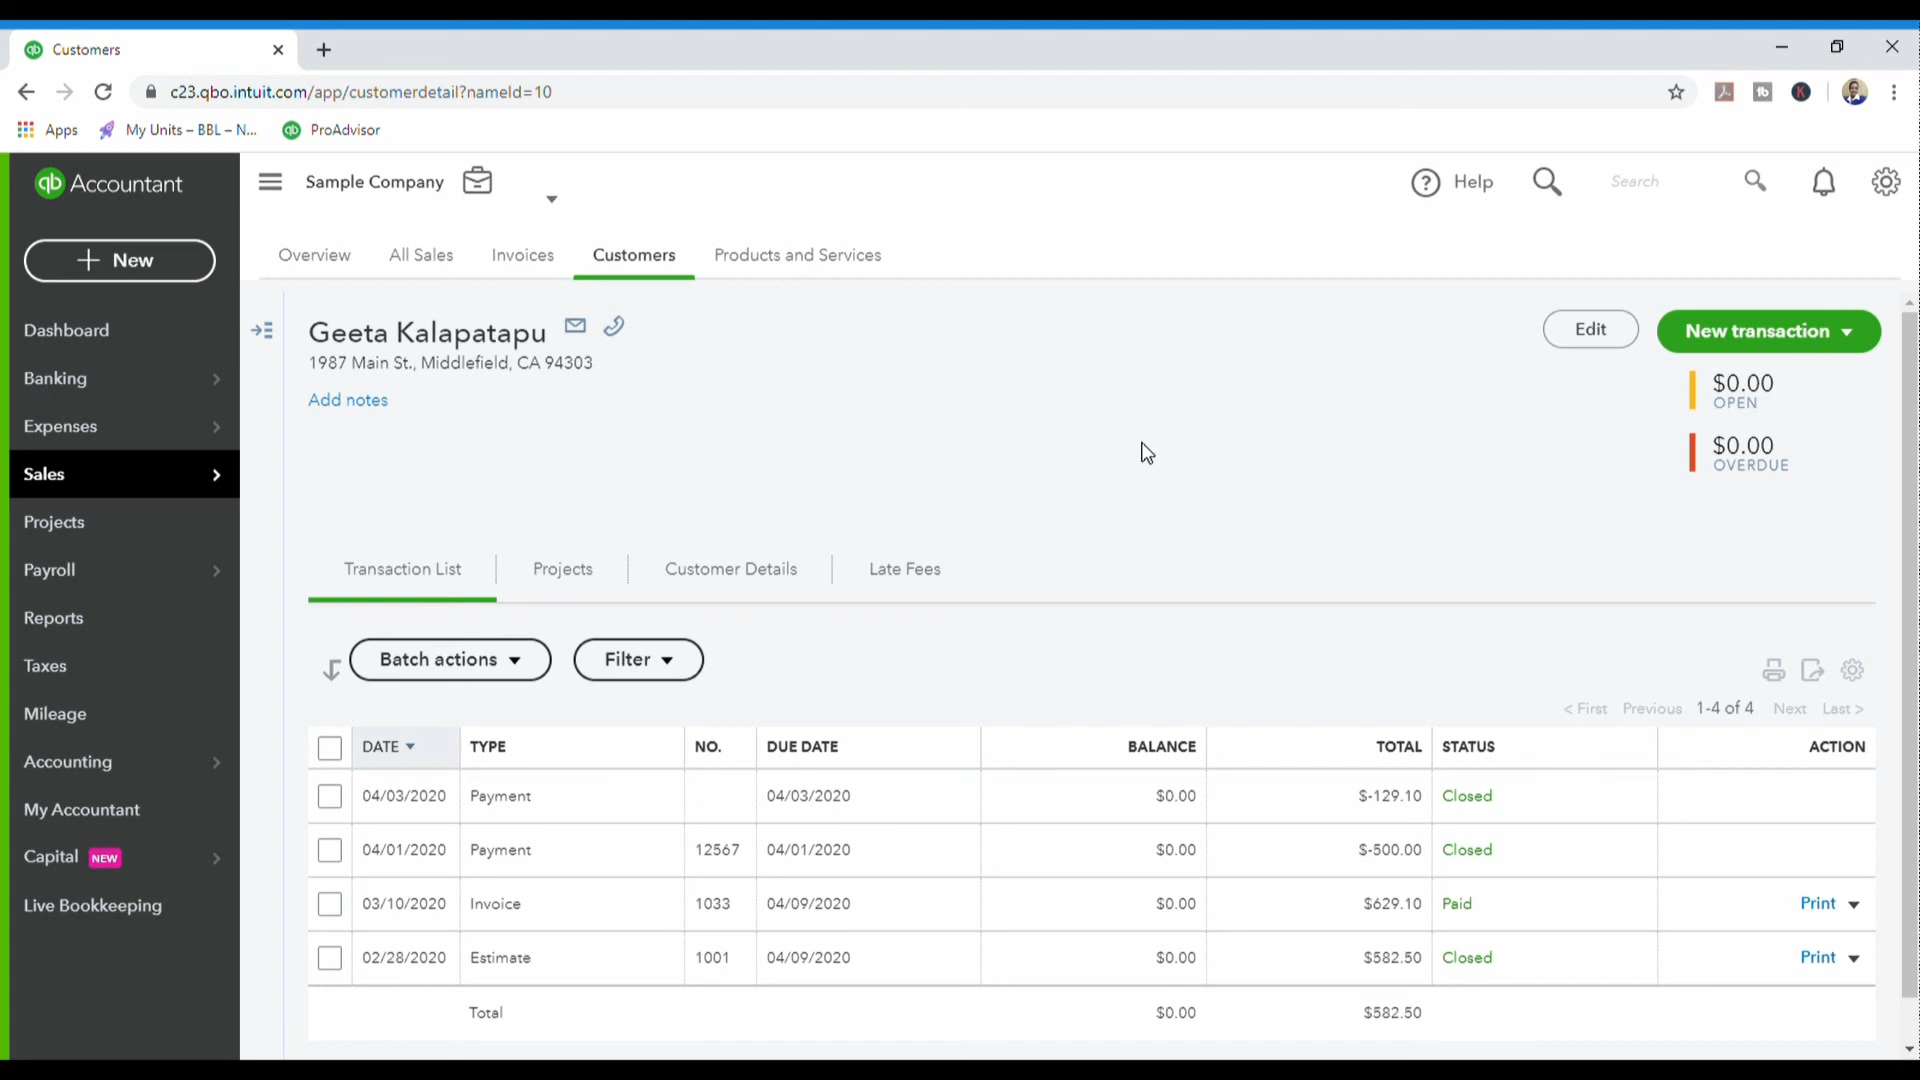 Customers
c23.qbo.intuit.com/app/customerdetail?nameId=10
Apps My Units – BBL – N... ProAdvisor
qb Accountant
Sample Company
Help
Search
New
Overview All Sales Invoices Customers Products and Services
Dashboard
Banking
Expenses
Sales
Projects
Payroll
Reports
Taxes
Mileage
Accounting
My Accountant
Capital NEW
Live Bookkeeping
Geeta Kalapatapu
1987 Main St., Middlefield, CA 94303
Add notes
Edit
New transaction
$0.00
OPEN
$0.00
OVERDUE
Transaction List Projects Customer Details Late Fees
Batch actions Filter
< First Previous 1-4 of 4 Next Last >
DATE TYPE NO. DUE DATE BALANCE TOTAL STATUS ACTION
04/03/2020 Payment 04/03/2020 $0.00 $-129.10 Closed
04/01/2020 Payment 12567 04/01/2020 $0.00 $-500.00 Closed
03/10/2020 Invoice 1033 04/09/2020 $0.00 $629.10 Paid Print
02/28/2020 Estimate 1001 04/09/2020 $0.00 $582.50 Closed Print
Total $0.00 $582.50